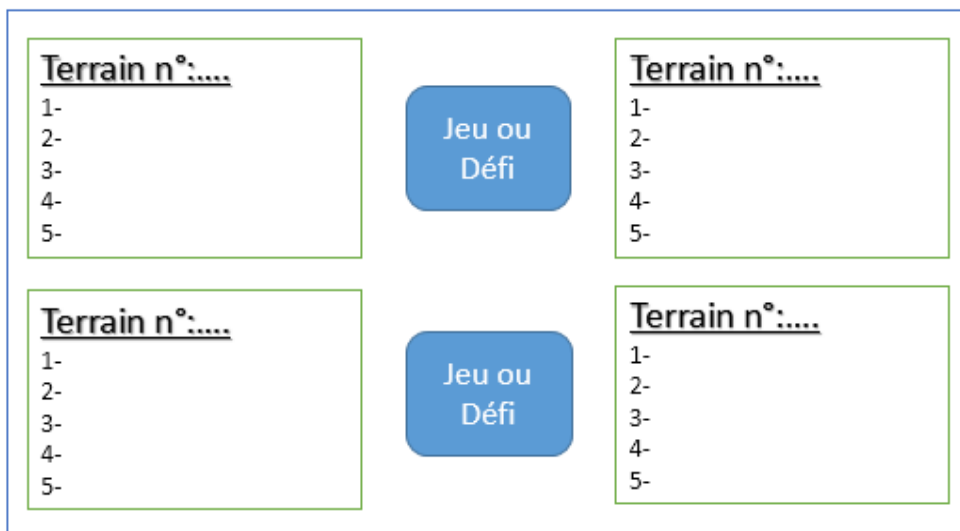 Terrain n°:....
1-
2-
3-
4-
5-
Jeu ou
Défi
Terrain n°:....
1-
2-
3-
4-
5-
Terrain n°:....
1-
2-
3-
4-
5-
Jeu ou
Défi
Terrain n°:....
1-
2-
3-
4-
5-